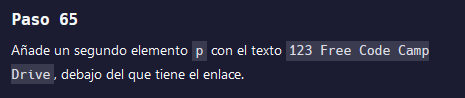 Paso 65
Añade un segundo elemento p con el texto 123 Free Code Camp
Drive, debajo del que tiene el enlace.